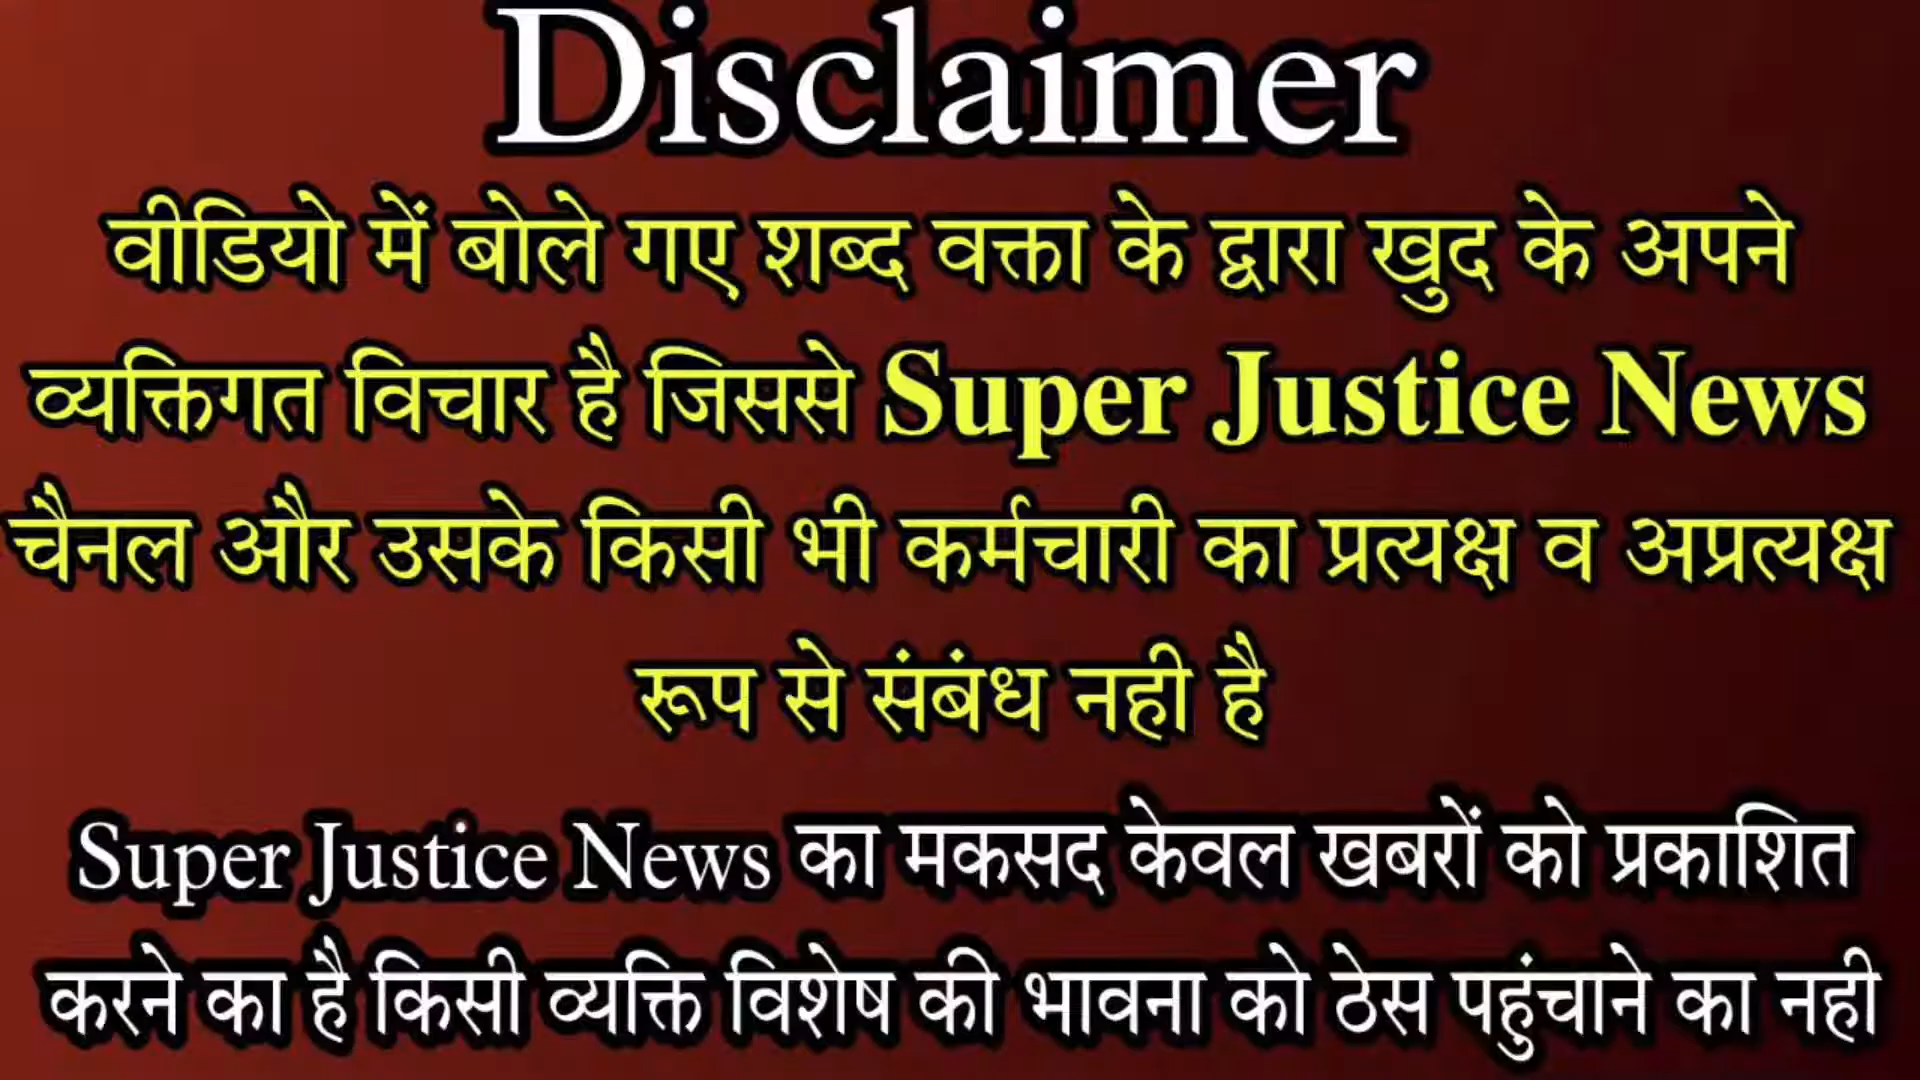 Disclaimer
वीडियो में बोले गए शब्द वक्ता के द्वारा खुद के अपने
व्यक्तिगत विचार है जिससे Super Justice News
चैनल और उसके किसी भी कर्मचारी का प्रत्यक्ष व अप्रत्यक्ष
रूप से संबंध नही है
Super Justice News का मकसद केवल खबरों को प्रकाशित
करने का है किसी व्यक्ति विशेष की भावना को ठेस पहुंचाने का नही